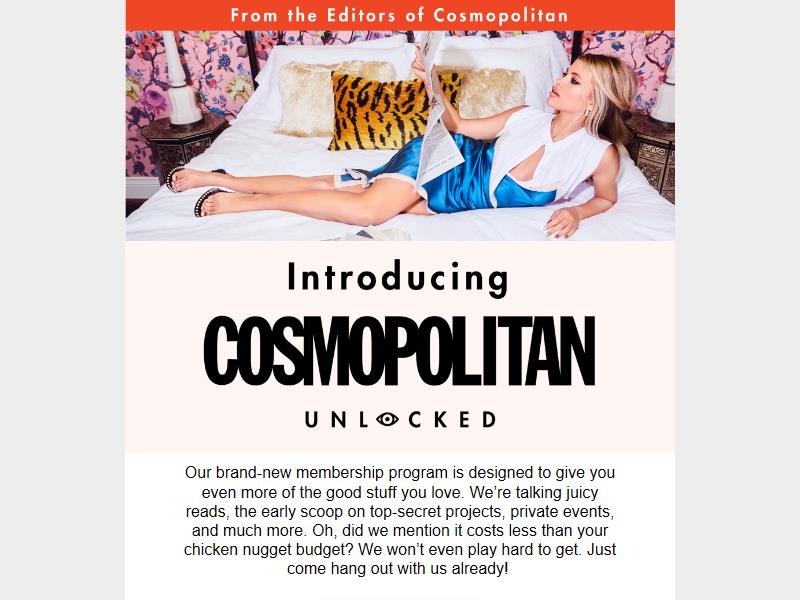 From the Editors of Cosmopolitan
Introducing
COSMOPOLITAN
UNLOCKED
Our brand-new membership program is designed to give you
even more of the good stuff you love. We’re talking juicy
reads, the early scoop on top-secret projects, private events,
and much more. Oh, did we mention it costs less than your
chicken nugget budget? We won’t even play hard to get. Just
come hang out with us already!